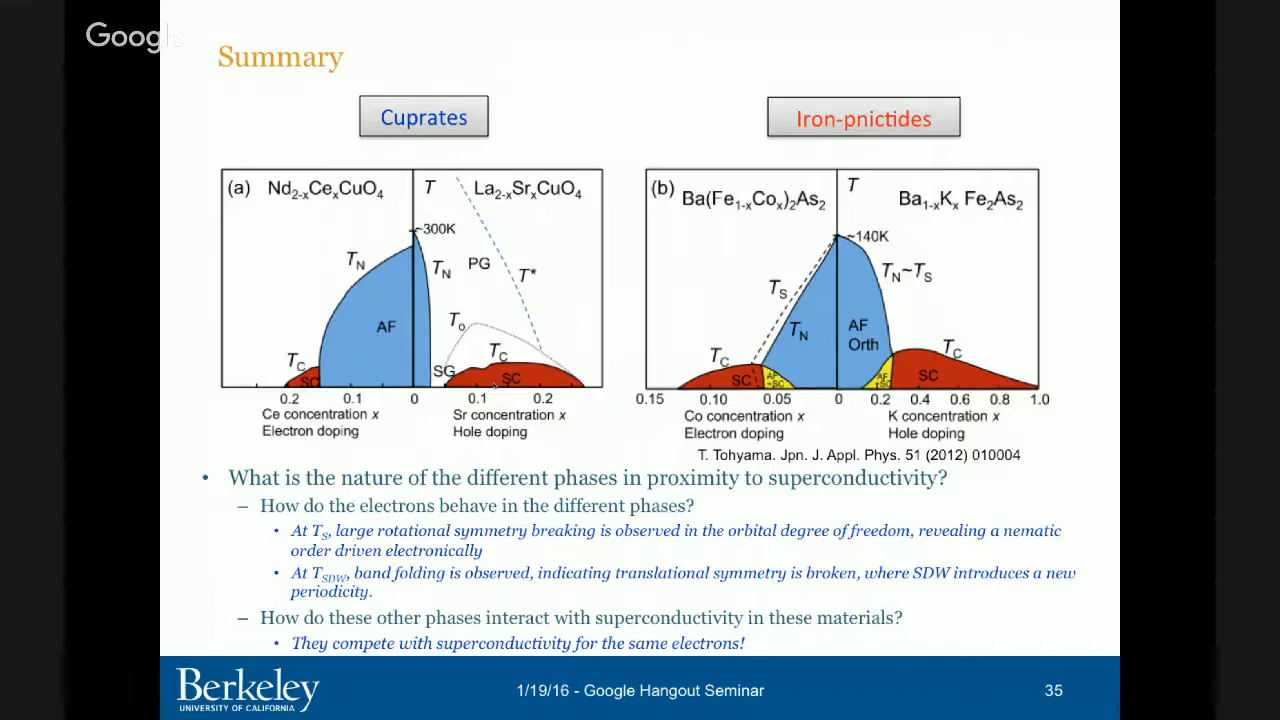 Google
Summary
Cuprates
Iron-pnictides
(a) Nd2-xCexCuO4 T La2-xSrxCuO4
~300K
TN
TN
PG
T*
AF
To
TC
TC
SG
SC
SC
0.2 0.1 0 0.1 0.2
Ce concentration x
Electron doping
Sr concentration x
Hole doping
(b) Ba(Fe1-xCox)2As2 T Ba1-xKx Fe2As2
~140K
TN~TS
TS
TN
AF
Orth
TC
TC
SC
AF
+SC
AF
+SC
SC
0.15 0.10 0.05 0 0.2 0.4 0.6 0.8 1.0
Co concentration x
Electron doping
K concentration x
Hole doping
T. Tohyama. Jpn. J. Appl. Phys. 51 (2012) 010004
• What is the nature of the different phases in proximity to superconductivity?
– How do the electrons behave in the different phases?
• At TS, large rotational symmetry breaking is observed in the orbital degree of freedom, revealing a nematic
order driven electronically
• At TSDW, band folding is observed, indicating translational symmetry is broken, where SDW introduces a new
periodicity.
– How do these other phases interact with superconductivity in these materials?
• They compete with superconductivity for the same electrons!
Berkeley
UNIVERSITY OF CALIFORNIA
1/19/16 - Google Hangout Seminar
35